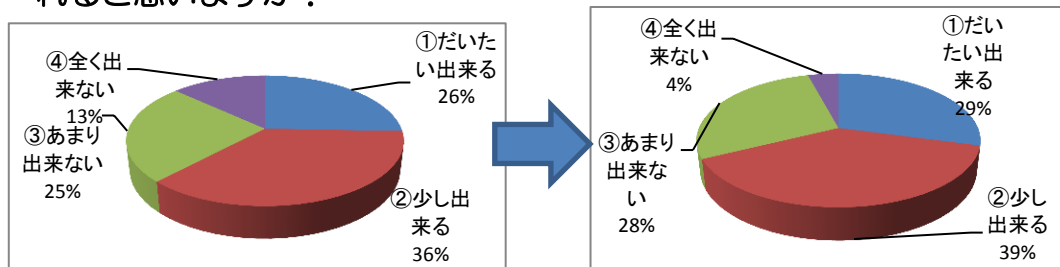 れると思いますか？
①だいた
い出来る
26%
②少し出
来る
36%
③あまり
出来ない
25%
④全く出
来ない
13%
①だい
たい出
来る
29%
②少し
出来る
39%
③あまり
出来な
い
28%
④全く出
来ない
4%